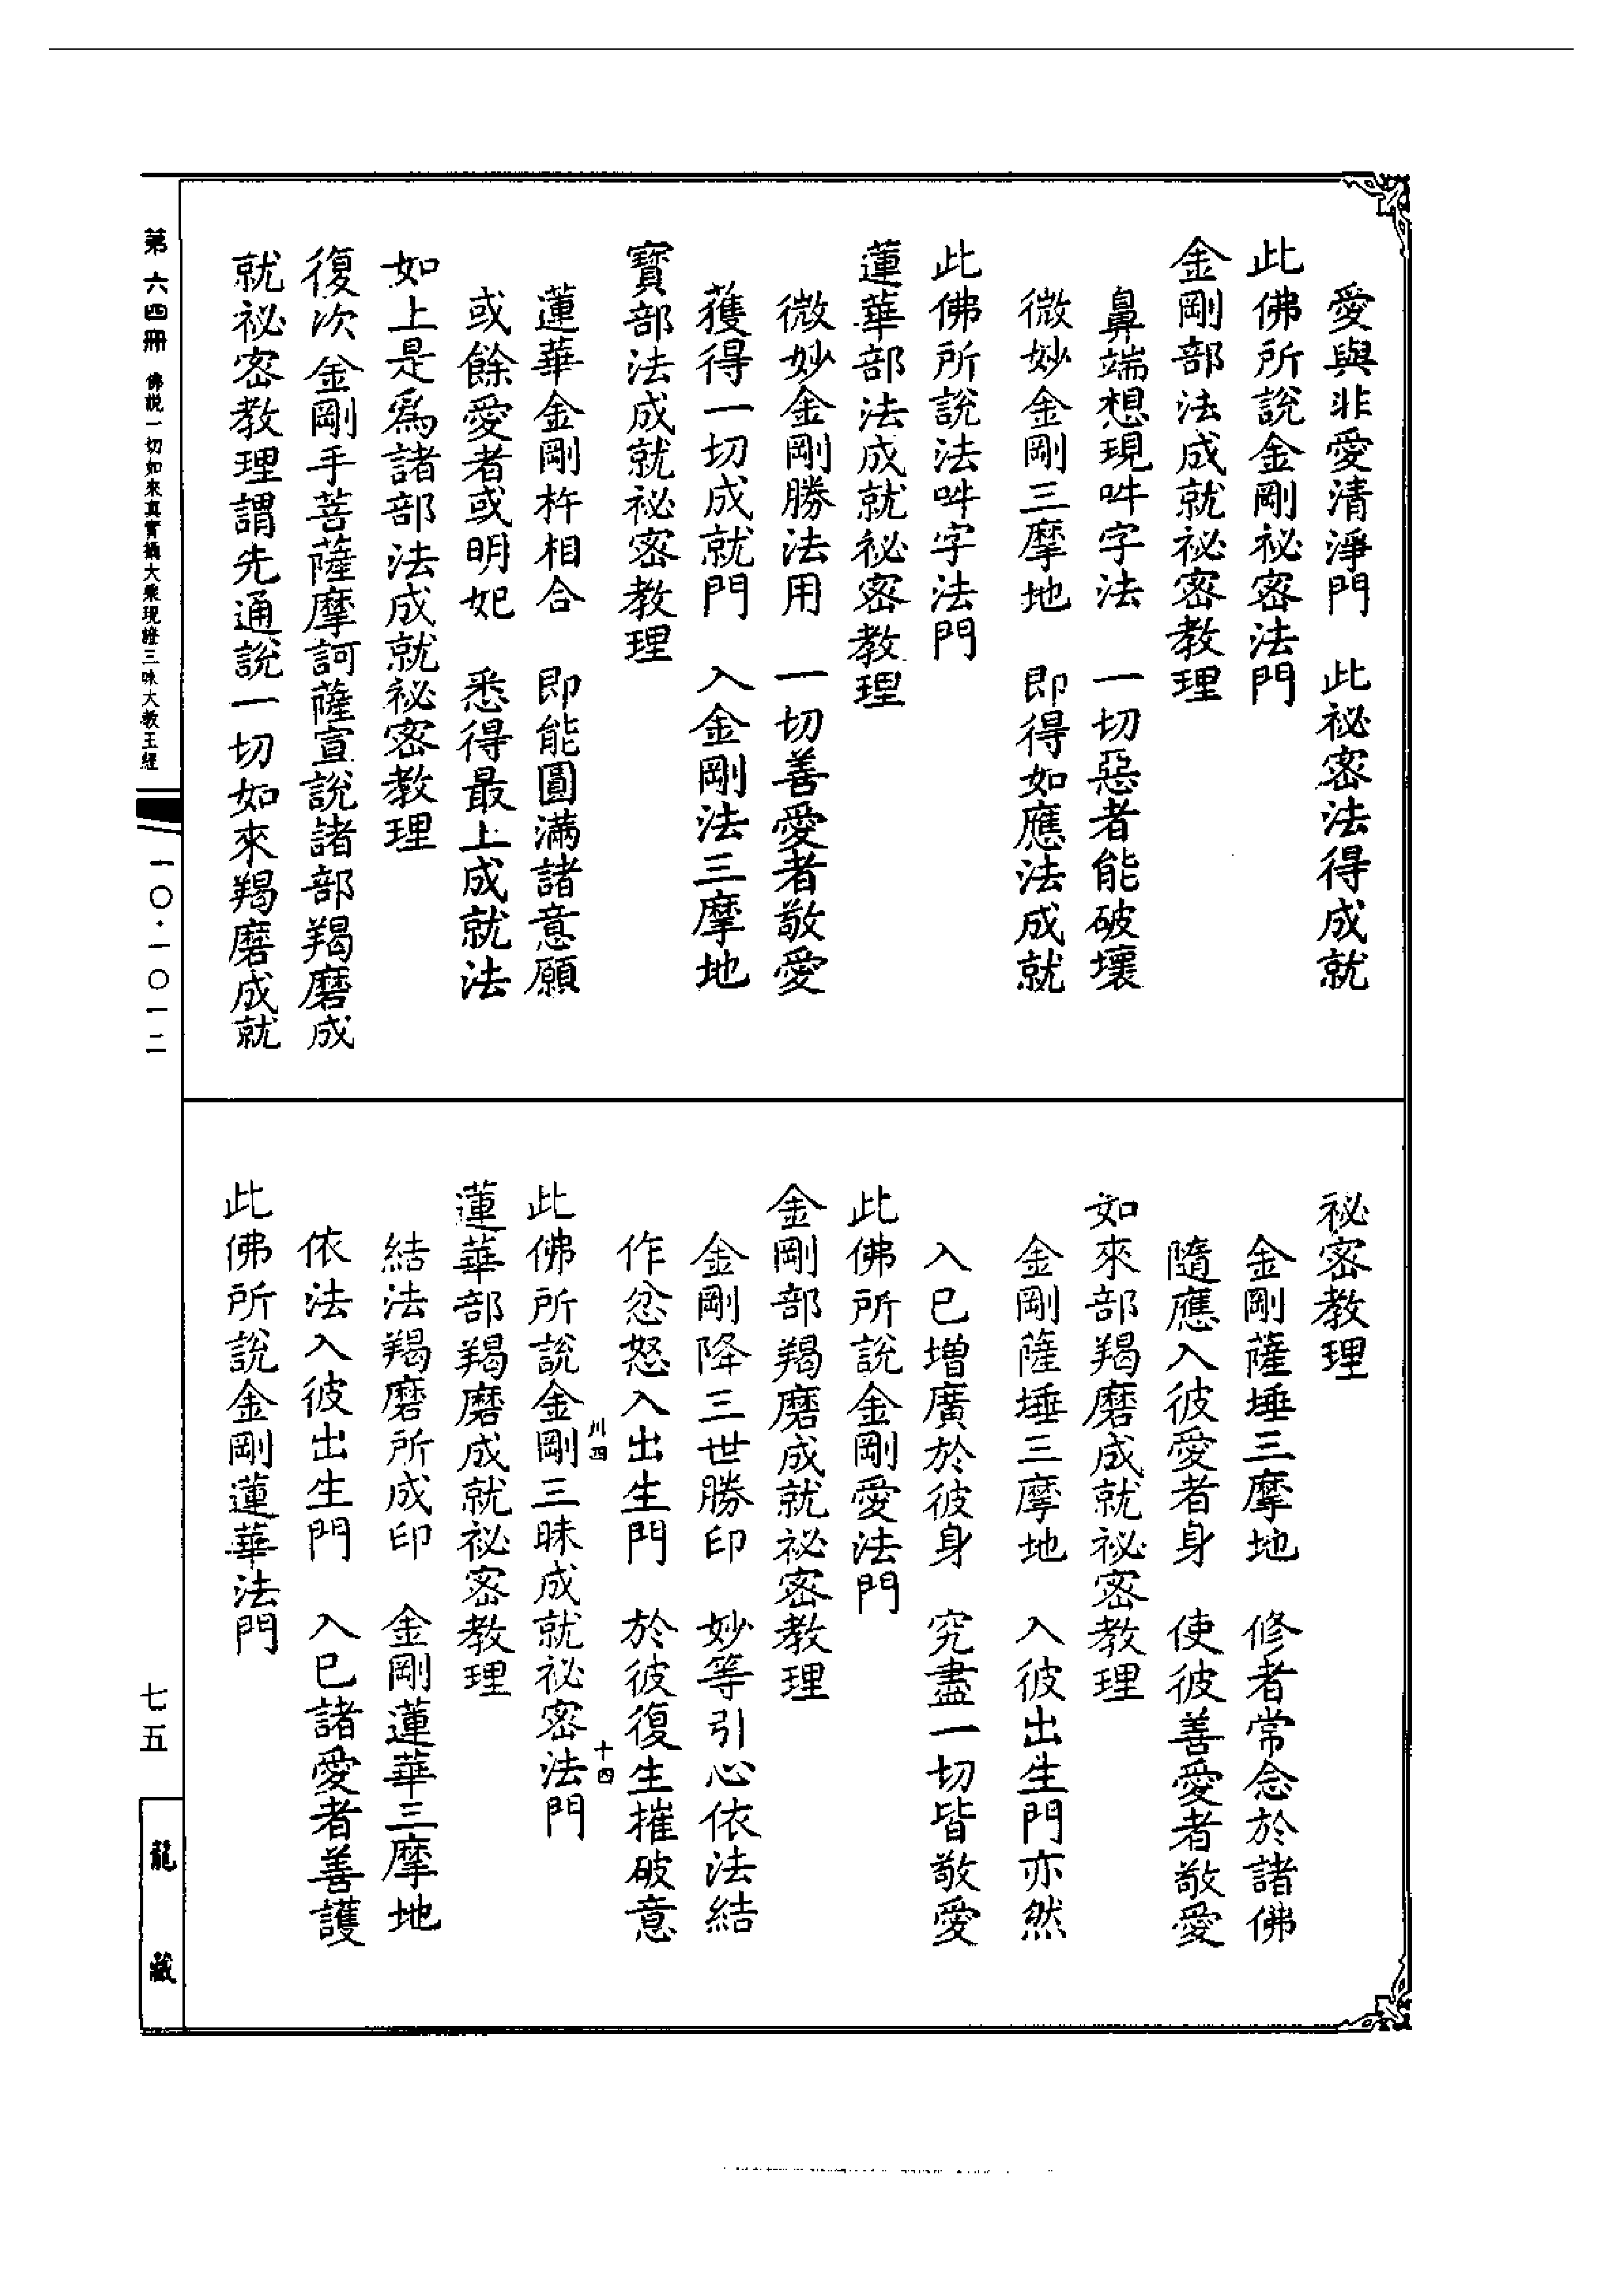 愛與非愛清淨門　此祕密法得成就
此佛所說金剛祕密法門
金剛部法成就祕密教理
鼻端想現吽字法　一切惡者能破壞
微妙金剛三摩地　即得如應法成就
此佛所說法吽字法門
蓮華部法成就祕密教理
微妙金剛勝法用　一切善愛者敬愛
獲得一切成就門　入金剛法三摩地
寶部法成就祕密教理
蓮華金剛杵相合　即能圓滿諸意願
或餘愛者或明妃　悉得最上成就法
如上是爲諸部法成就祕密教理
復次金剛手菩薩摩訶薩宣說諸部羯磨成
就祕密教理謂先通說一切如來羯磨成就
祕密教理
金剛薩埵三摩地　修者常念於諸佛
隨應入彼愛者身　使彼善愛者敬愛
如來部羯磨成就祕密教理
金剛薩埵三摩地　入彼出生門亦然
入已增廣於彼身　究盡一切皆敬愛
此佛所說金剛愛法門
金剛部羯磨成就祕密教理
金剛降三世勝印　妙等引心依法結
作忿怒入出生門　於彼復生摧破意
川四
十四
此佛所說金剛三昧成就祕密法門
蓮華部羯磨成就祕密教理
結法羯磨所成印　金剛蓮華三摩地
依法入彼出生門　入已諸愛者善護
此佛所說金剛蓮華法門
第六四冊　佛說一切如來真實攝大乘現證三昧大教王經
一〇·一〇一二
七五
龍藏